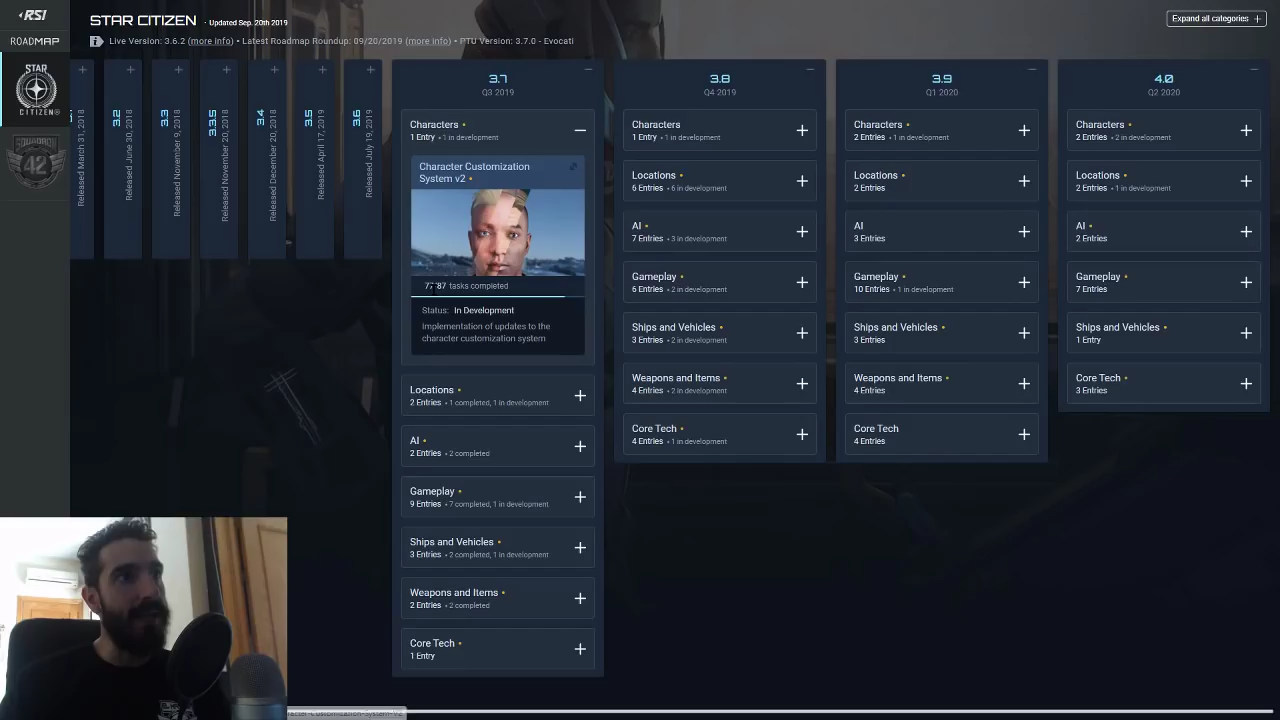 RSI
ROADMAP
STAR CITIZEN®
SQUADRON 42
STAR CITIZEN • Updated Sep. 20th 2019
Expand all categories +
Live Version: 3.6.2 (more info) • Latest Roadmap Roundup: 09/20/2019 (more info) • PTU Version: 3.7.0 - Evocati
Released March 31, 2018
3.2 Released June 30, 2018
3.3 Released November 9, 2018
3.3.5 Released November 20, 2018
3.4 Released December 20, 2018
3.5 Released April 17, 2019
3.6 Released July 19, 2019
3.7
Q3 2019
Characters •
1 Entry • 1 in development
Character Customization
System v2 •
87 tasks completed
Status: In Development
Implementation of updates to the
character customization system
Locations •
2 Entries • 1 completed, 1 in development
AI •
2 Entries • 2 completed
Gameplay •
9 Entries • 7 completed, 1 in development
Ships and Vehicles •
3 Entries • 2 completed, 1 in development
Weapons and Items •
2 Entries • 2 completed
Core Tech •
1 Entry
3.8
Q4 2019
Characters
1 Entry • 1 in development
Locations •
6 Entries • 6 in development
AI •
7 Entries • 3 in development
Gameplay •
6 Entries • 2 in development
Ships and Vehicles •
3 Entries • 2 in development
Weapons and Items •
4 Entries • 2 in development
Core Tech •
4 Entries • 1 in development
3.9
Q1 2020
Characters •
2 Entries • 1 in development
Locations •
2 Entries
AI
3 Entries
Gameplay •
10 Entries • 1 in development
Ships and Vehicles •
3 Entries
Weapons and Items •
4 Entries
Core Tech
4 Entries
4.0
Q2 2020
Characters •
2 Entries • 2 in development
Locations •
2 Entries • 1 in development
AI •
2 Entries
Gameplay •
7 Entries
Ships and Vehicles •
1 Entry
Core Tech •
3 Entries